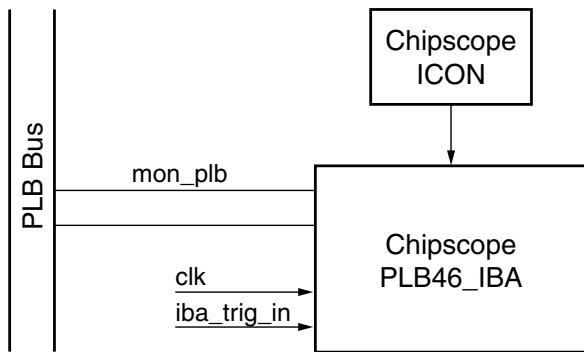 Chipscope
ICON
PLB Bus
mon_plb
Chipscope
PLB46_IBA
clk
iba_trig_in